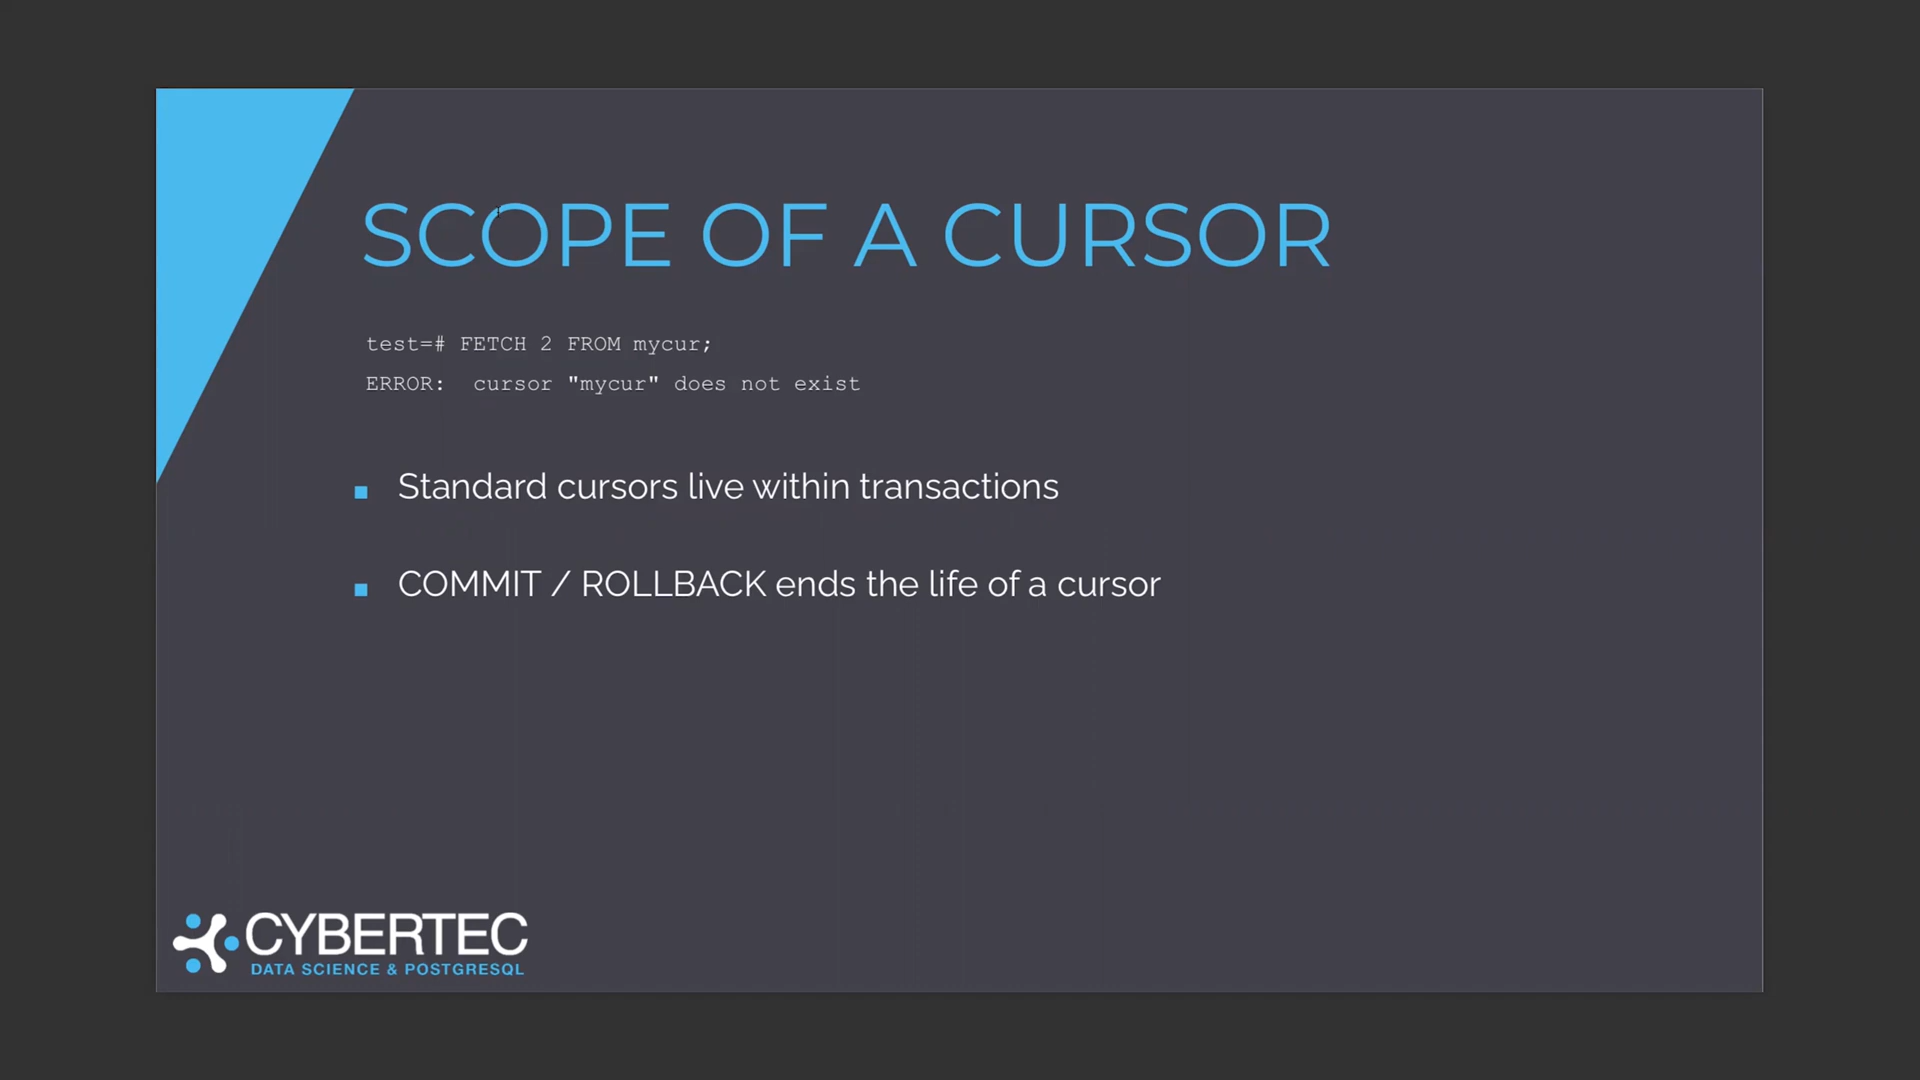 SCOPE OF A CURSOR
test=# FETCH 2 FROM mycur;
ERROR:  cursor "mycur" does not exist
Standard cursors live within transactions
COMMIT / ROLLBACK ends the life of a cursor
CYBERTEC
DATA SCIENCE & POSTGRESQL